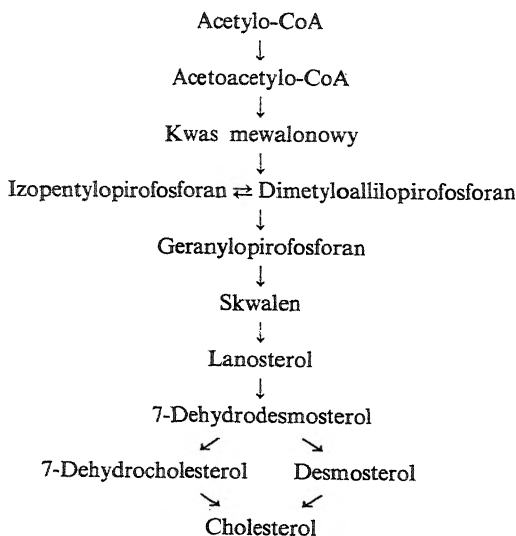 Acetylo-CoA
↓
Acetoacetylo-CoA
↓
Kwas mewalonowy
↓
Izopentylopirofosforan ⇄ Dimetyloallilopirofosforan
↓
Geranylopirofosforan
↓
Skwalen
↓
Lanosterol
↓
7-Dehydrodesmosterol
↙ ↘
7-Dehydrocholesterol Desmosterol
↘ ↙
Cholesterol